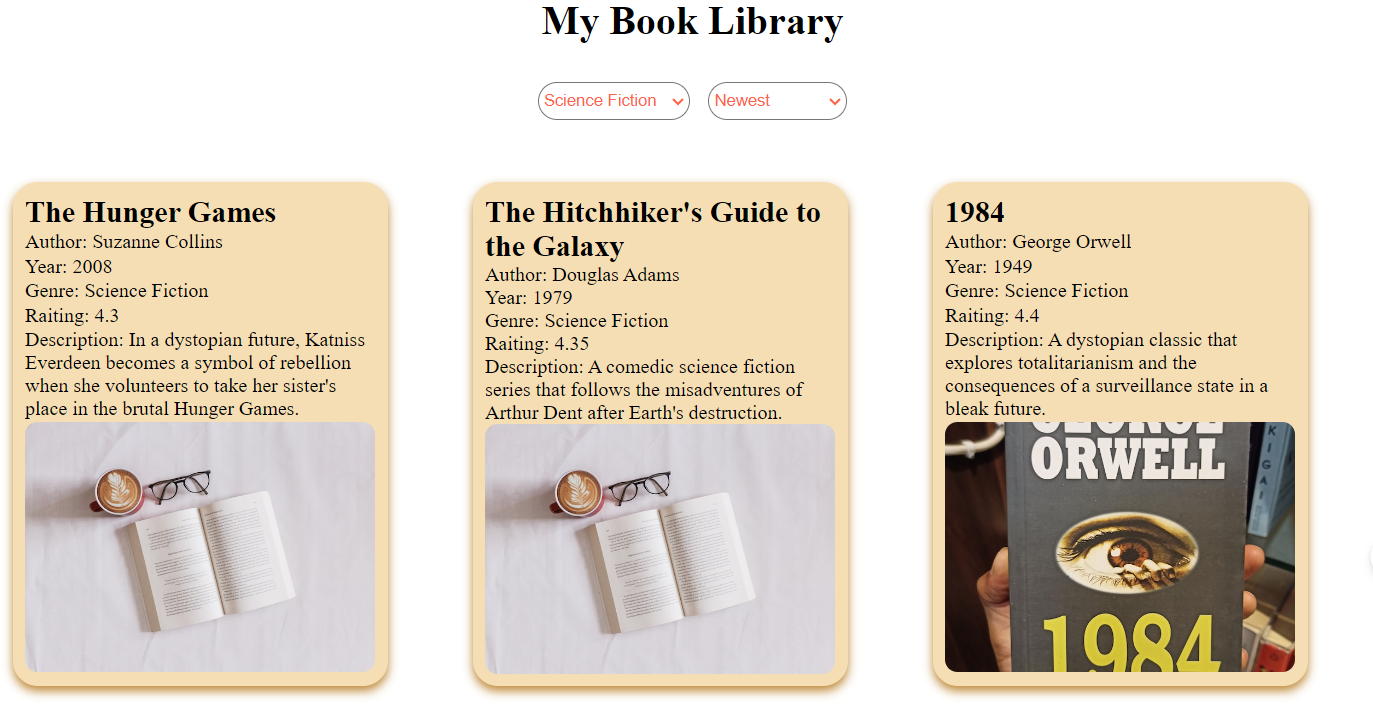 My Book Library
Science Fiction
Newest
The Hunger Games
Author: Suzanne Collins
Year: 2008
Genre: Science Fiction
Raiting: 4.3
Description: In a dystopian future, Katniss
Everdeen becomes a symbol of rebellion
when she volunteers to take her sister's
place in the brutal Hunger Games.
The Hitchhiker's Guide to
the Galaxy
Author: Douglas Adams
Year: 1979
Genre: Science Fiction
Raiting: 4.35
Description: A comedic science fiction
series that follows the misadventures of
Arthur Dent after Earth's destruction.
1984
Author: George Orwell
Year: 1949
Genre: Science Fiction
Raiting: 4.4
Description: A dystopian classic that
explores totalitarianism and the
consequences of a surveillance state in a
bleak future.
GEORGE
ORWELL
1984